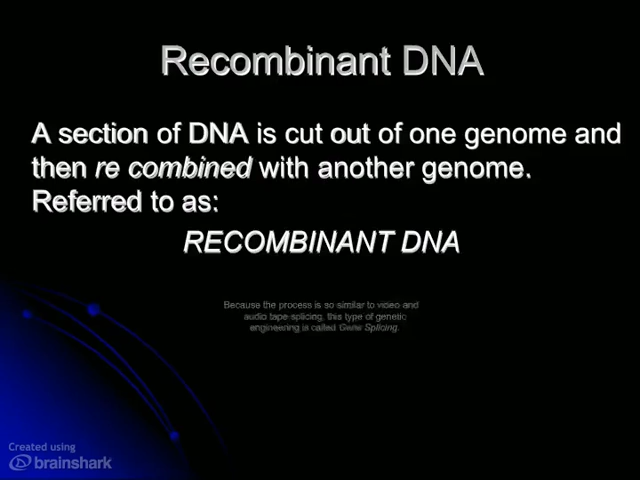 Recombinant DNA
A section of DNA is cut out of one genome and
then re combined with another genome.
Referred to as:
RECOMBINANT DNA
Because the process is so similar to video and
audio tape splicing, this type of genetic
engineering is called Gene Splicing.
Created using
brainshark